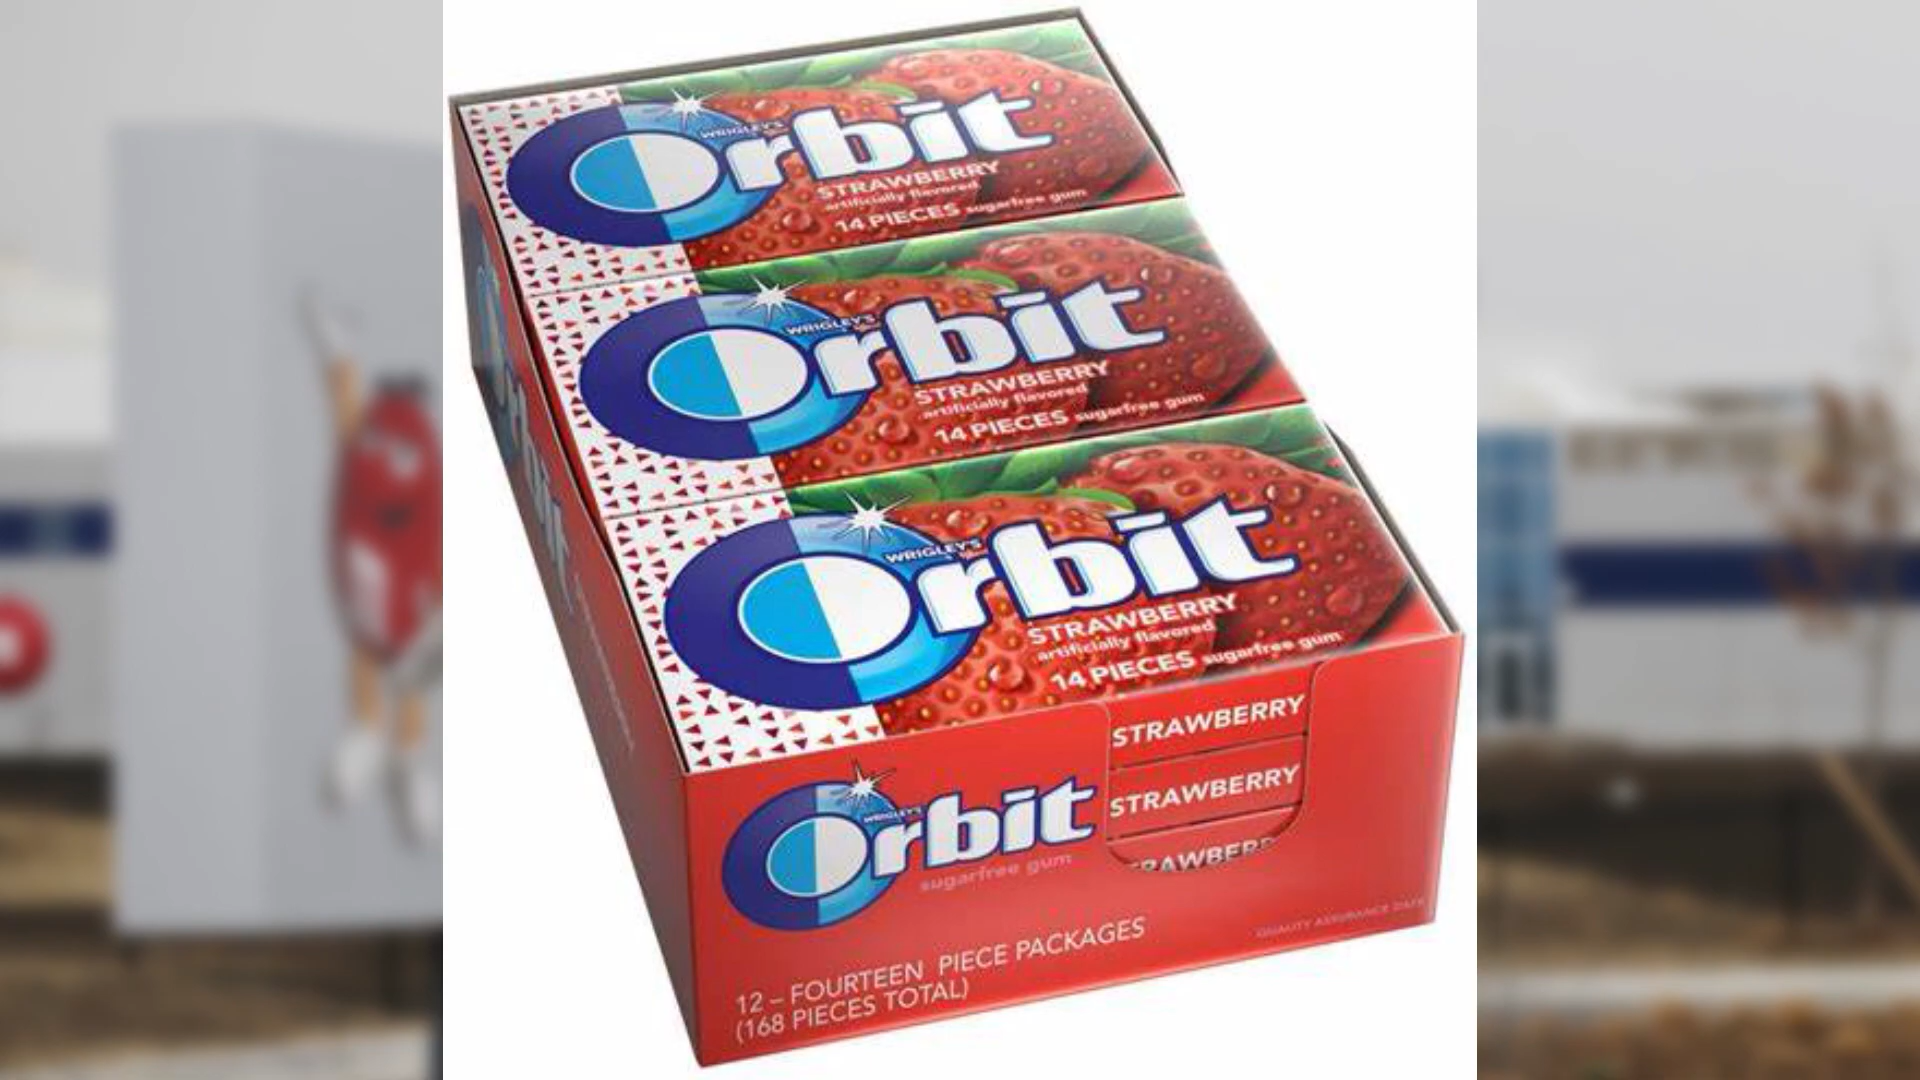 WRIGLEY'S
Orbit
STRAWBERRY
artificially flavored
14 PIECES sugarfree gum
WRIGLEY'S
Orbit
STRAWBERRY
artificially flavored
14 PIECES sugarfree gum
WRIGLEY'S
Orbit
STRAWBERRY
artificially flavored
14 PIECES sugarfree gum
STRAWBERRY
STRAWBERRY
RAWBERR
WRIGLEY'S
Orbit
sugarfree gum
12 – FOURTEEN PIECE PACKAGES
(168 PIECES TOTAL)
QUALITY ASSURANCE DATE